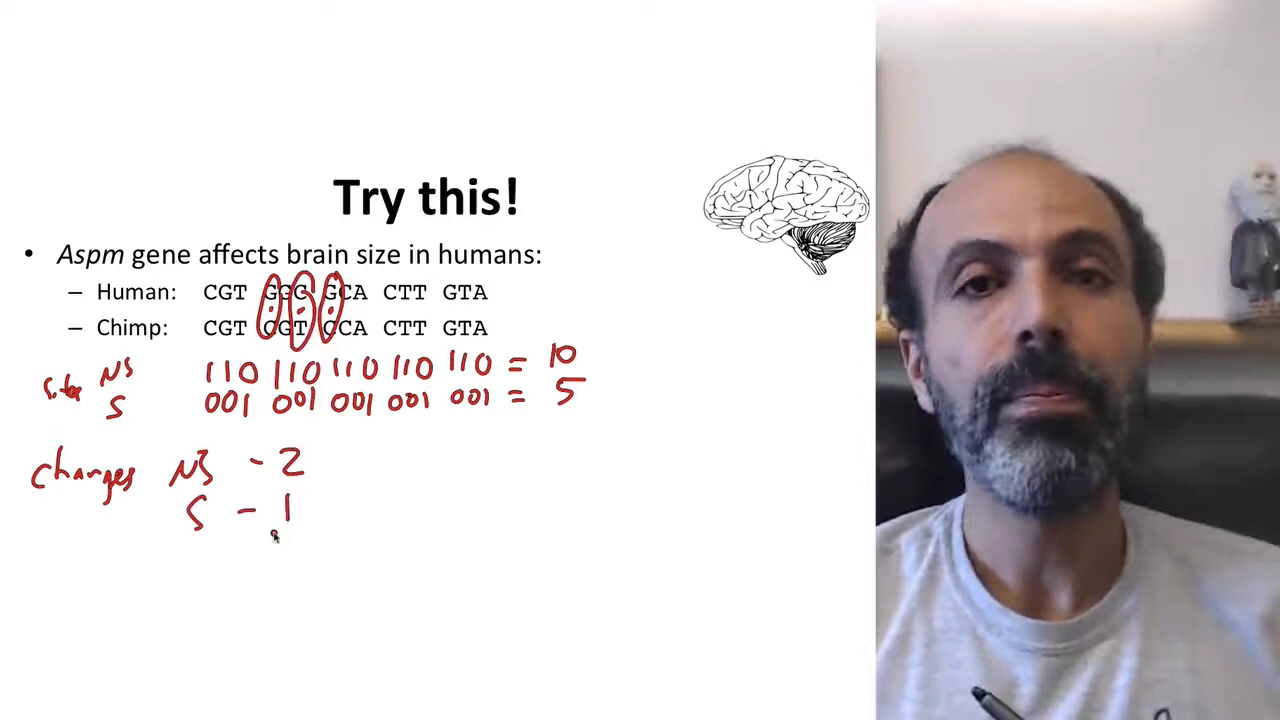 Try this!
• Aspm gene affects brain size in humans:
– Human: CGT GGC GCA CTT GTA
– Chimp: CGT CGT CCA CTT GTA
Sites NS 110 110 110 110 110 = 10
S 001 001 001 001 001 = 5
changes NS - 2
S - 1